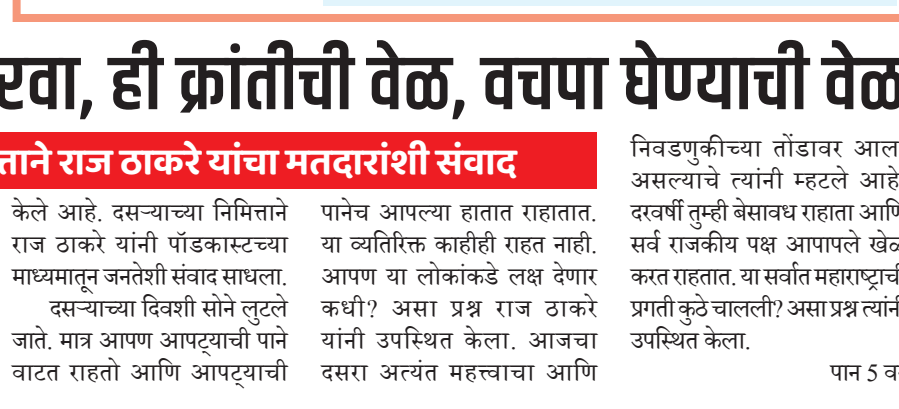 रवा, ही क्रांतीची वेळ, वचपा घेण्याची वेळ
त्ताने राज ठाकरे यांचा मतदारांशी संवाद
केले आहे. दसऱ्याच्या निमित्ताने
राज ठाकरे यांनी पॉडकास्टच्या
माध्यमातून जनतेशी संवाद साधला.
दसऱ्याच्या दिवशी सोने लुटले
जाते. मात्र आपण आपट्याची पाने
वाटत राहतो आणि आपट्याची
पानेच आपल्या हातात राहातात.
या व्यतिरिक्त काहीही राहत नाही.
आपण या लोकांकडे लक्ष देणार
कधी? असा प्रश्न राज ठाकरे
यांनी उपस्थित केला. आजचा
दसरा अत्यंत महत्त्वाचा आणि
निवडणुकीच्या तोंडावर आला
असल्याचे त्यांनी म्हटले आहे
दरवर्षी तुम्ही बेसावध राहाता आणि
सर्व राजकीय पक्ष आपापले खेळ
करत राहतात. या सर्वात महाराष्ट्राची
प्रगती कुठे चालली? असा प्रश्न त्यांनी
उपस्थित केला.
पान 5 व